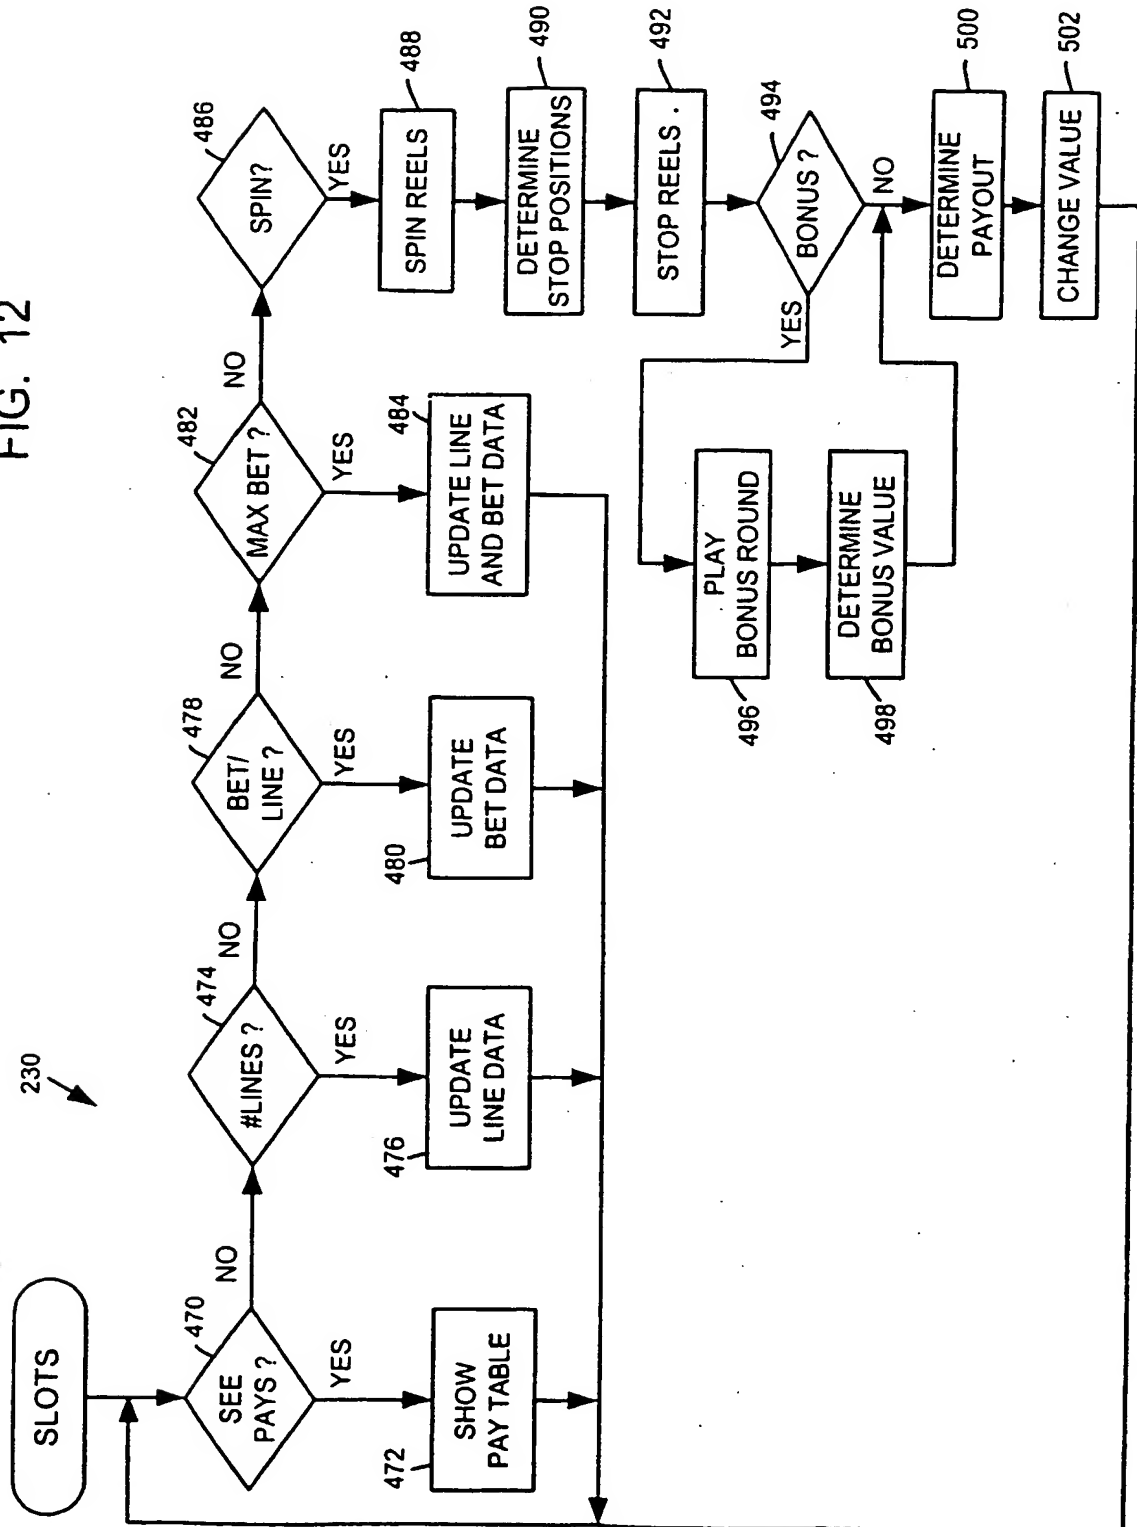 FIG. 12
230
SLOTS
470
SEE
PAYS ?
NO
YES
472
SHOW
PAY TABLE
474
#LINES ?
NO
YES
476
UPDATE
LINE DATA
478
BET/
LINE ?
NO
YES
480
UPDATE
BET DATA
482
MAX BET ?
NO
YES
484
UPDATE LINE
AND BET DATA
486
SPIN?
YES
488
SPIN REELS
490
DETERMINE
STOP POSITIONS
492
STOP REELS
494
BONUS ?
YES
NO
496
PLAY
BONUS ROUND
498
DETERMINE
BONUS VALUE
500
DETERMINE
PAYOUT
502
CHANGE VALUE